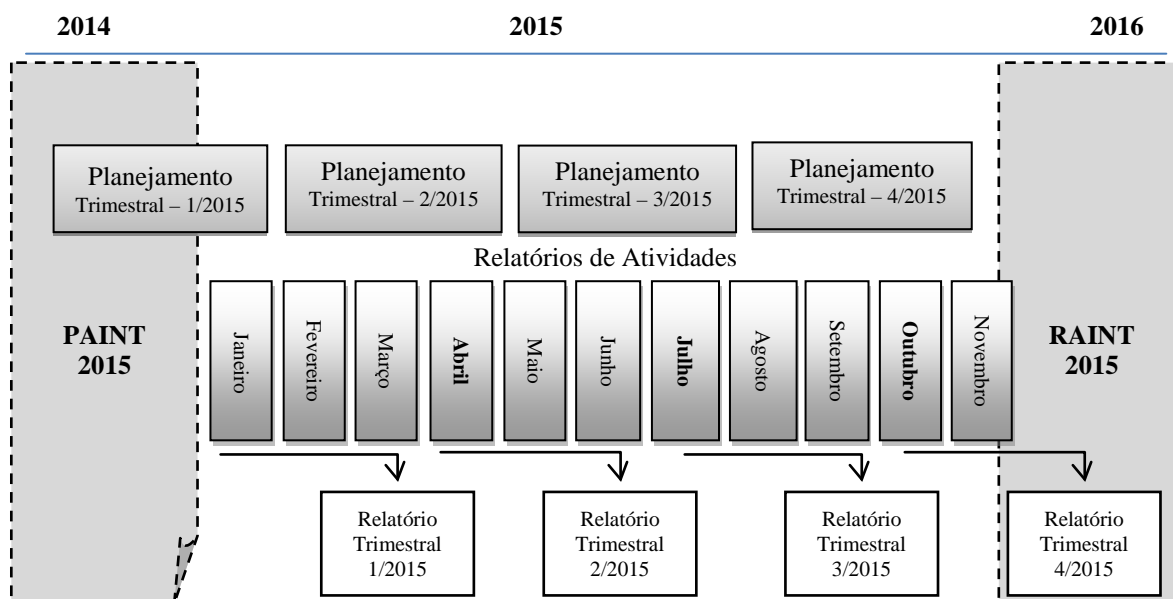 2014 2015 2016
Planejamento
Trimestral – 1/2015
Planejamento
Trimestral – 2/2015
Planejamento
Trimestral – 3/2015
Planejamento
Trimestral – 4/2015
Relatórios de Atividades
PAINT
2015
Janeiro
Fevereiro
Março
Abril
Maio
Junho
Julho
Agosto
Setembro
Outubro
Novembro
RAINT
2015
Relatório
Trimestral
1/2015
Relatório
Trimestral
2/2015
Relatório
Trimestral
3/2015
Relatório
Trimestral
4/2015